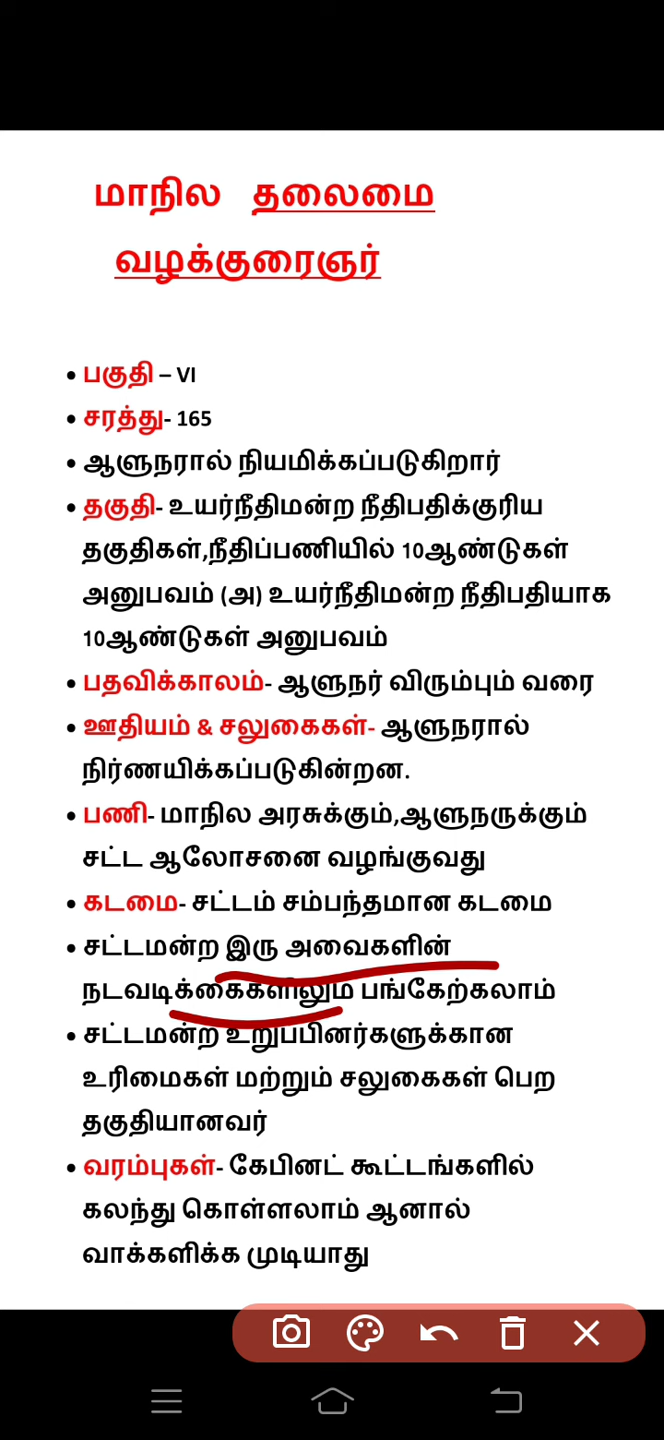 மாநில தலைமை
வழக்குரைஞர்
• பகுதி – VI
• சரத்து- 165
• ஆளுநரால் நியமிக்கப்படுகிறார்
• தகுதி- உயர்நீதிமன்ற நீதிபதிக்குரிய
தகுதிகள்,நீதிப்பணியில் 10ஆண்டுகள்
அனுபவம் (அ) உயர்நீதிமன்ற நீதிபதியாக
10ஆண்டுகள் அனுபவம்
• பதவிக்காலம்- ஆளுநர் விரும்பும் வரை
• ஊதியம் & சலுகைகள்- ஆளுநரால்
நிர்ணயிக்கப்படுகின்றன.
• பணி- மாநில அரசுக்கும்,ஆளுநருக்கும்
சட்ட ஆலோசனை வழங்குவது
• கடமை- சட்டம் சம்பந்தமான கடமை
• சட்டமன்ற இரு அவைகளின்
நடவடிக்கைகளிலும் பங்கேற்கலாம்
• சட்டமன்ற உறுப்பினர்களுக்கான
உரிமைகள் மற்றும் சலுகைகள் பெற
தகுதியானவர்
• வரம்புகள்- கேபினட் கூட்டங்களில்
கலந்து கொள்ளலாம் ஆனால்
வாக்களிக்க முடியாது